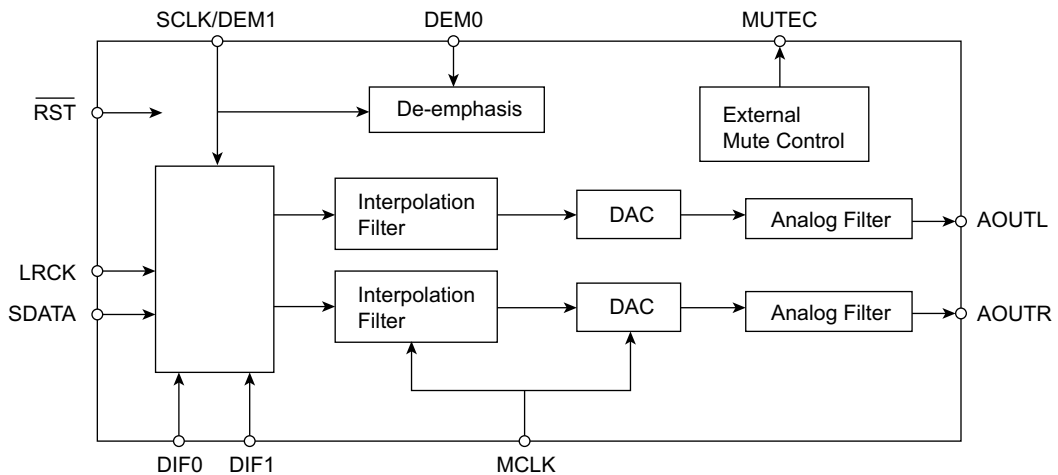 SCLK/DEM1
DEM0
MUTEC
RST
De-emphasis
External
Mute Control
Interpolation
Filter
DAC
Analog Filter
AOUTL
LRCK
SDATA
Interpolation
Filter
DAC
Analog Filter
AOUTR
DIF0
DIF1
MCLK